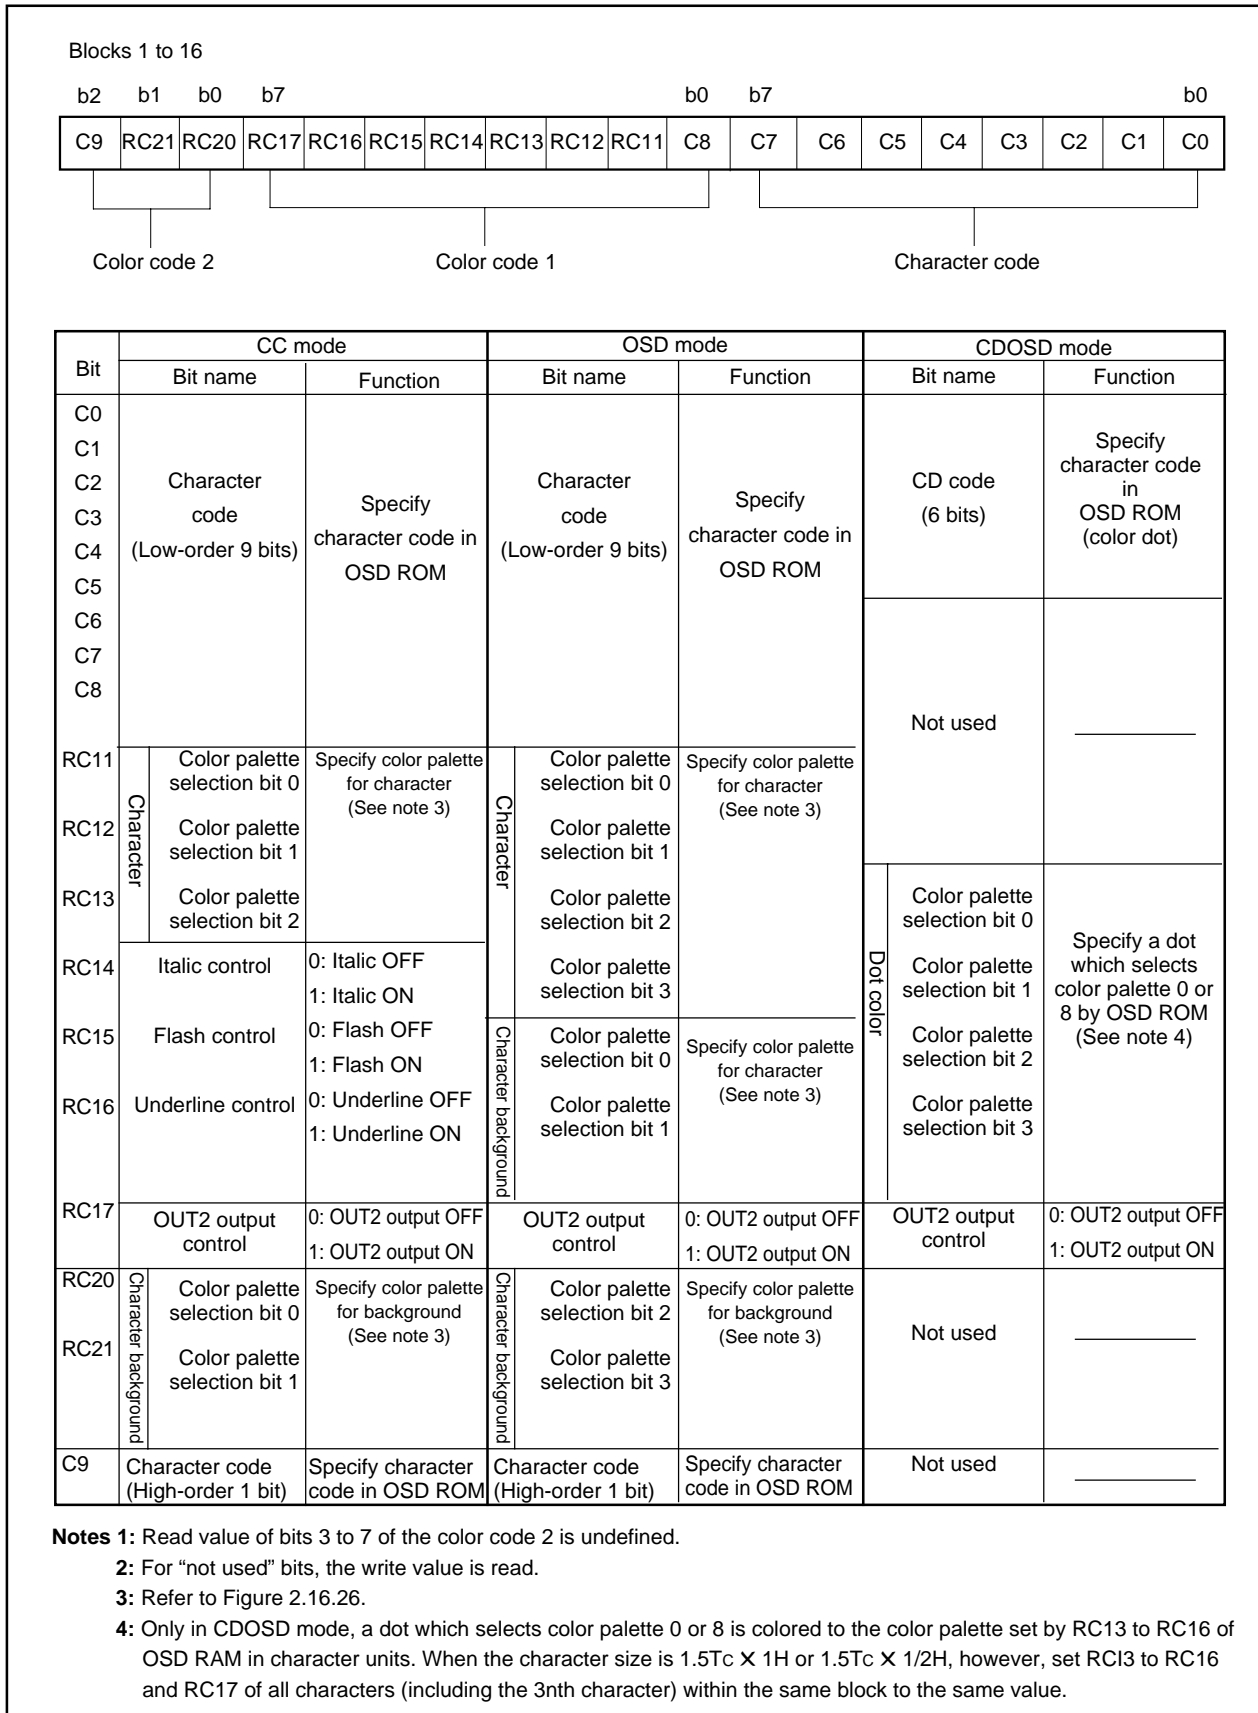 Blocks 1 to 16
b2 b1 b0 b7 b0 b7 b0
C9 RC21 RC20 RC17 RC16 RC15 RC14 RC13 RC12 RC11 C8 C7 C6 C5 C4 C3 C2 C1 C0
Color code 2 Color code 1 Character code
Bit CC mode OSD mode CDOSD mode
Bit name Function Bit name Function Bit name Function
C0
C1
C2
C3
C4
C5
C6
C7
C8
Character
code
(Low-order 9 bits)
Specify
character code in
OSD ROM
Character
code
(Low-order 9 bits)
Specify
character code in
OSD ROM
CD code
(6 bits)
Specify
character code
in
OSD ROM
(color dot)
Not used
RC11
RC12
RC13
Character
Color palette
selection bit 0
Color palette
selection bit 1
Color palette
selection bit 2
Specify color palette
for character
(See note 3)
Character
Color palette
selection bit 0
Color palette
selection bit 1
Color palette
selection bit 2
Color palette
selection bit 3
Specify color palette
for character
(See note 3)
RC14
Italic control
0: Italic OFF
1: Italic ON
RC15
Flash control
0: Flash OFF
1: Flash ON
RC16
Underline control
0: Underline OFF
1: Underline ON
Character background
Color palette
selection bit 0
Color palette
selection bit 1
Specify color palette
for character
(See note 3)
Dot color
Color palette
selection bit 0
Color palette
selection bit 1
Color palette
selection bit 2
Color palette
selection bit 3
Specify a dot
which selects
color palette 0 or
8 by OSD ROM
(See note 4)
RC17
OUT2 output
control
0: OUT2 output OFF
1: OUT2 output ON
OUT2 output
control
0: OUT2 output OFF
1: OUT2 output ON
OUT2 output
control
0: OUT2 output OFF
1: OUT2 output ON
RC20
RC21
Character background
Color palette
selection bit 0
Color palette
selection bit 1
Specify color palette
for background
(See note 3)
Character background
Color palette
selection bit 2
Color palette
selection bit 3
Specify color palette
for background
(See note 3)
Not used
C9
Character code
(High-order 1 bit)
Specify character
code in OSD ROM
Character code
(High-order 1 bit)
Specify character
code in OSD ROM
Not used
Notes 1: Read value of bits 3 to 7 of the color code 2 is undefined.
2: For “not used” bits, the write value is read.
3: Refer to Figure 2.16.26.
4: Only in CDOSD mode, a dot which selects color palette 0 or 8 is colored to the color palette set by RC13 to RC16 of
OSD RAM in character units. When the character size is 1.5Tc ✕ 1H or 1.5Tc ✕ 1/2H, however, set RCI3 to RC16
and RC17 of all characters (including the 3nth character) within the same block to the same value.